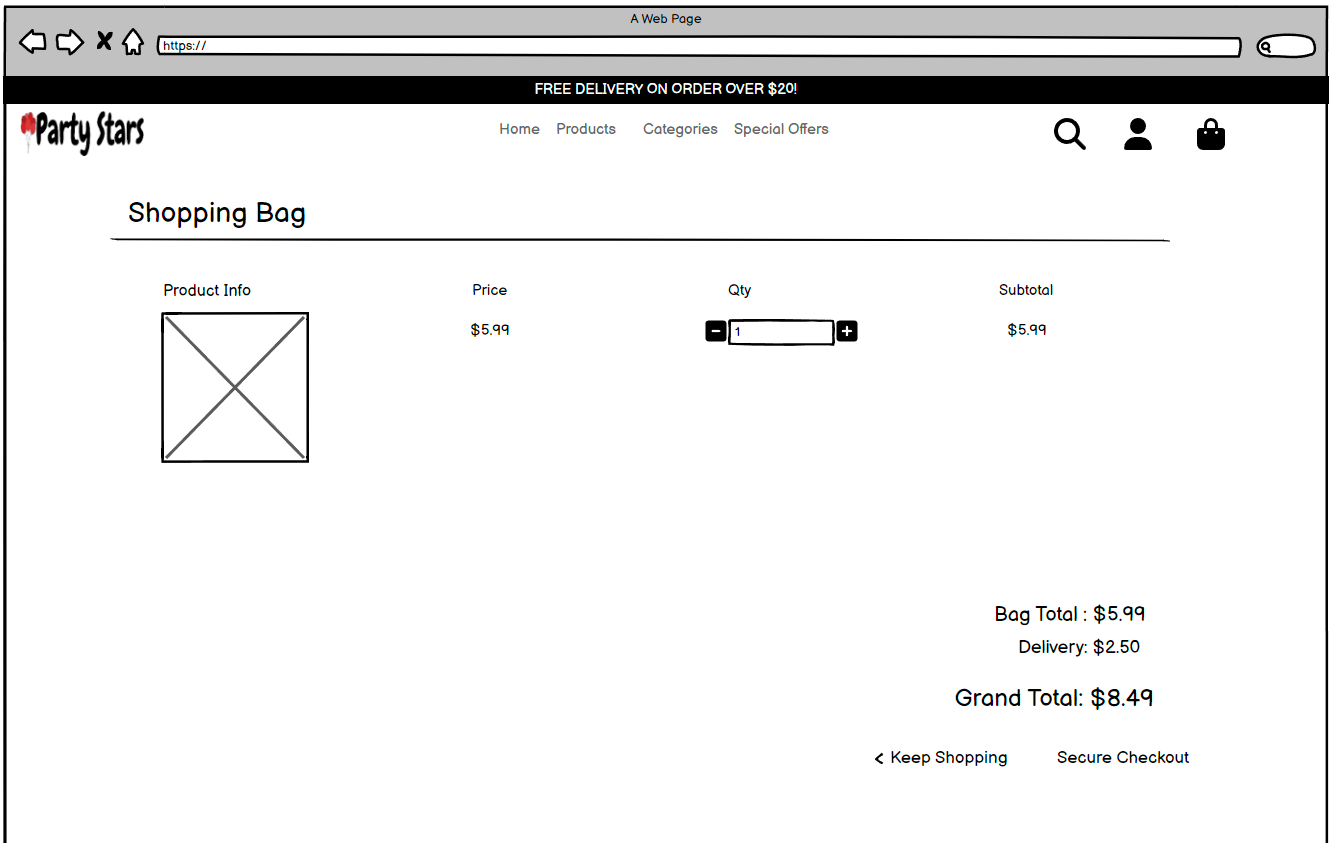 A Web Page
https://
FREE DELIVERY ON ORDER OVER $20!
Party Stars
Home Products Categories Special Offers
Shopping Bag
Product Info Price Qty Subtotal
$5.99 1 $5.99
Bag Total : $5.99
Delivery: $2.50
Grand Total: $8.49
< Keep Shopping Secure Checkout